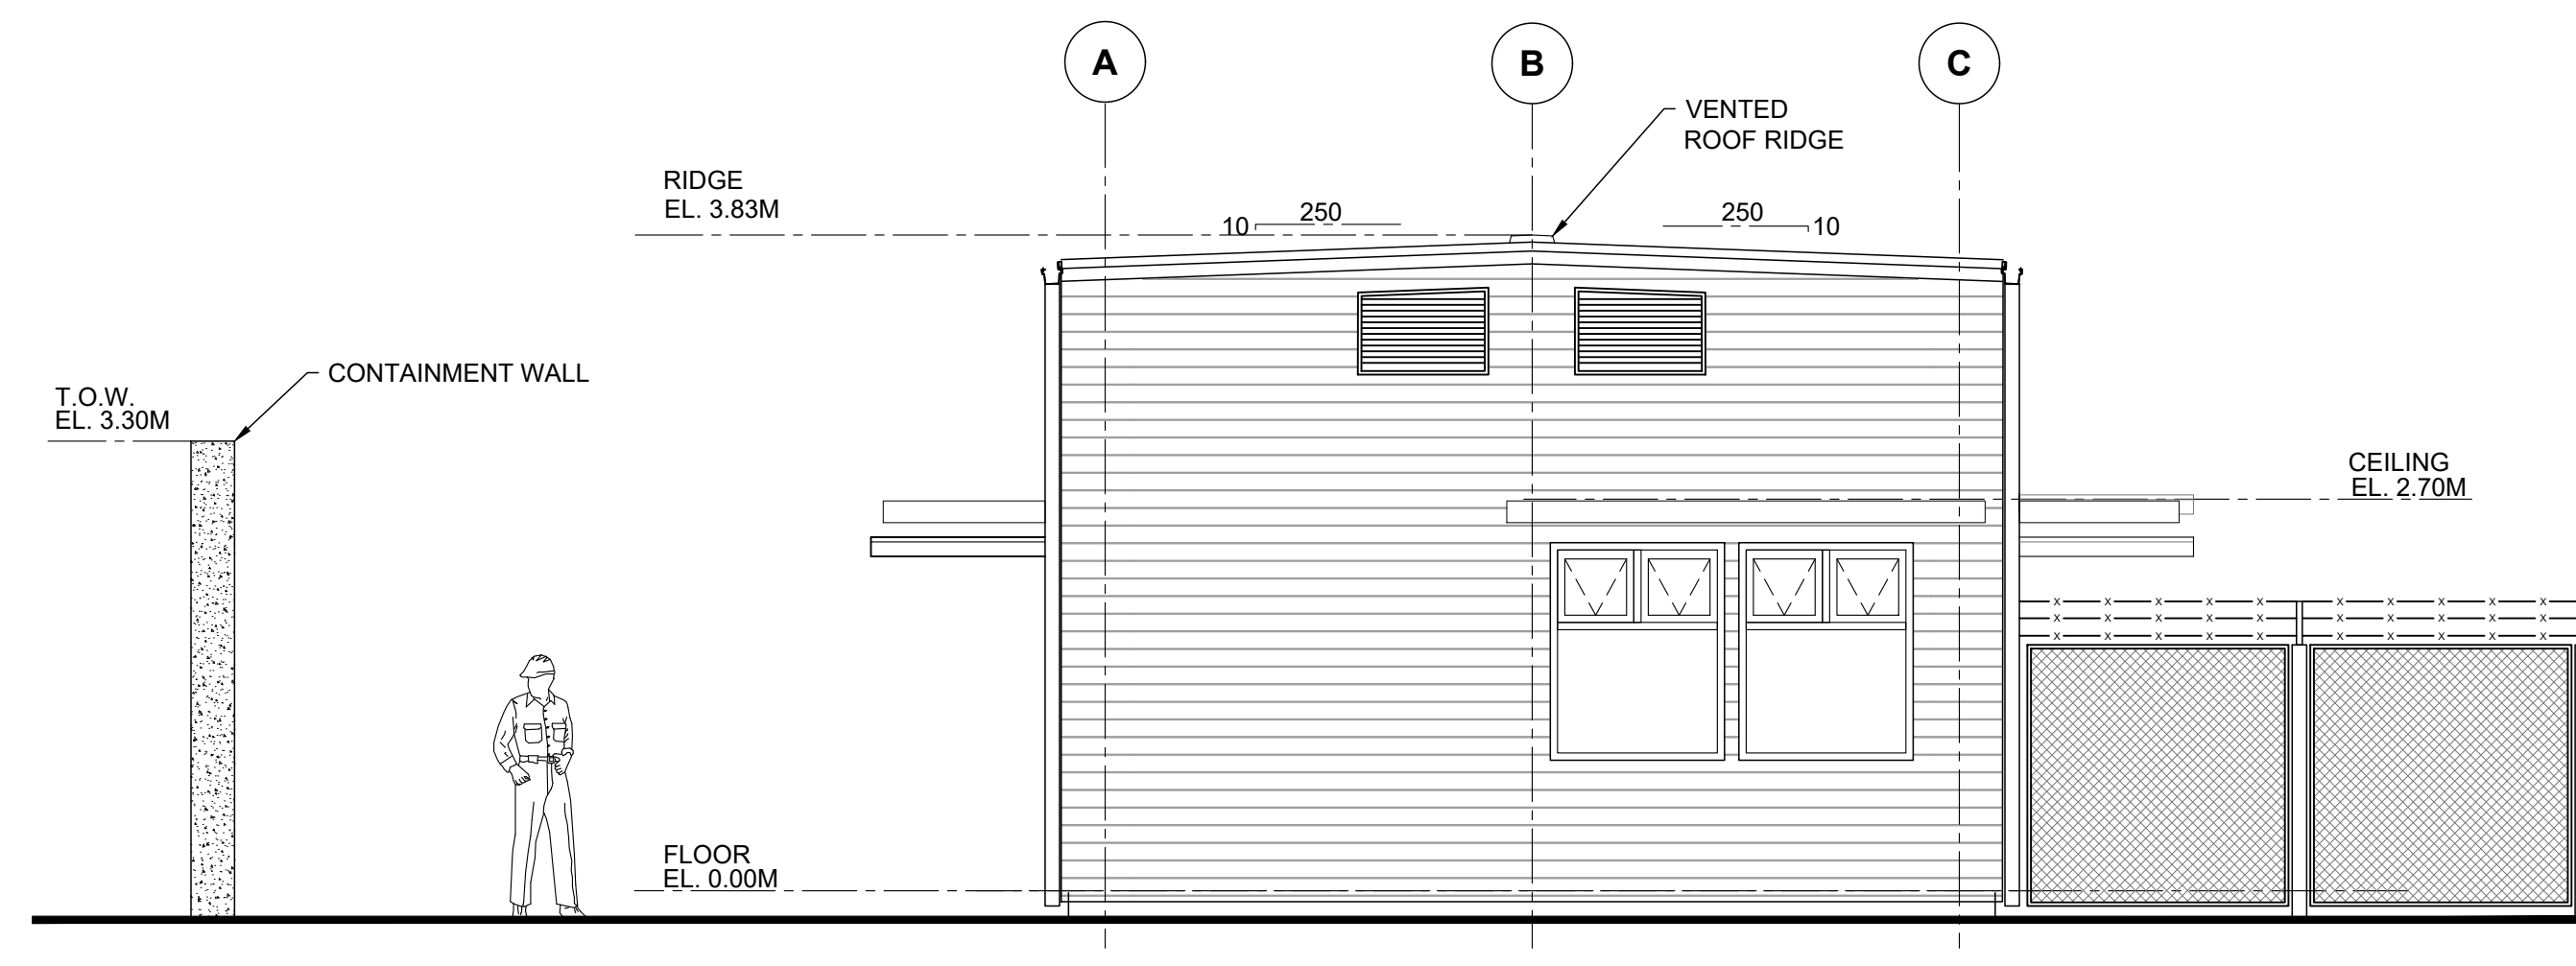 A
B
C
VENTED
ROOF RIDGE
RIDGE
EL. 3.83M
10
250
250
10
CONTAINMENT WALL
T.O.W.
EL. 3.30M
CEILING
EL. 2.70M
x x x x x x x x x x
x x x x x x x x x x
x x x x x x x x x x
FLOOR
EL. 0.00M